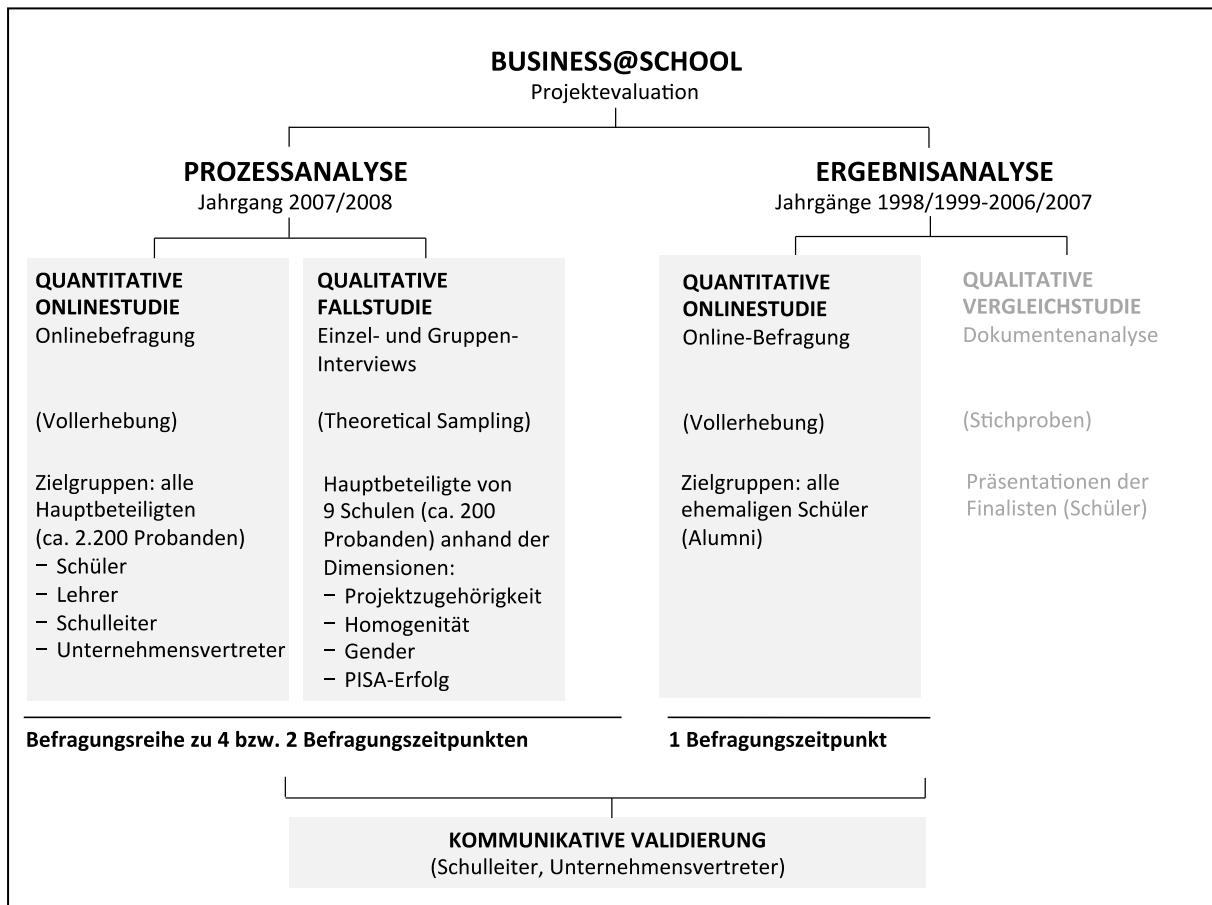 BUSINESS@SCHOOL
Projektevaluation
PROZESSANALYSE
Jahrgang 2007/2008
QUANTITATIVE
ONLINESTUDIE
Onlinebefragung
(Vollerhebung)
Zielgruppen: alle
Hauptbeteiligten
(ca. 2.200 Probanden)
– Schüler
– Lehrer
– Schulleiter
– Unternehmensvertreter
QUALITATIVE
FALLSTUDIE
Einzel- und Gruppen-
Interviews
(Theoretical Sampling)
Hauptbeteiligte von
9 Schulen (ca. 200
Probanden) anhand der
Dimensionen:
– Projektzugehörigkeit
– Homogenität
– Gender
– PISA-Erfolg
Befragungsreihe zu 4 bzw. 2 Befragungszeitpunkten
ERGEBNISANALYSE
Jahrgänge 1998/1999-2006/2007
QUANTITATIVE
ONLINESTUDIE
Online-Befragung
(Vollerhebung)
Zielgruppen: alle
ehemaligen Schüler
(Alumni)
QUALITATIVE
VERGLEICHSTUDIE
Dokumentenanalyse
(Stichproben)
Präsentationen der
Finalisten (Schüler)
1 Befragungszeitpunkt
KOMMUNIKATIVE VALIDIERUNG
(Schulleiter, Unternehmensvertreter)